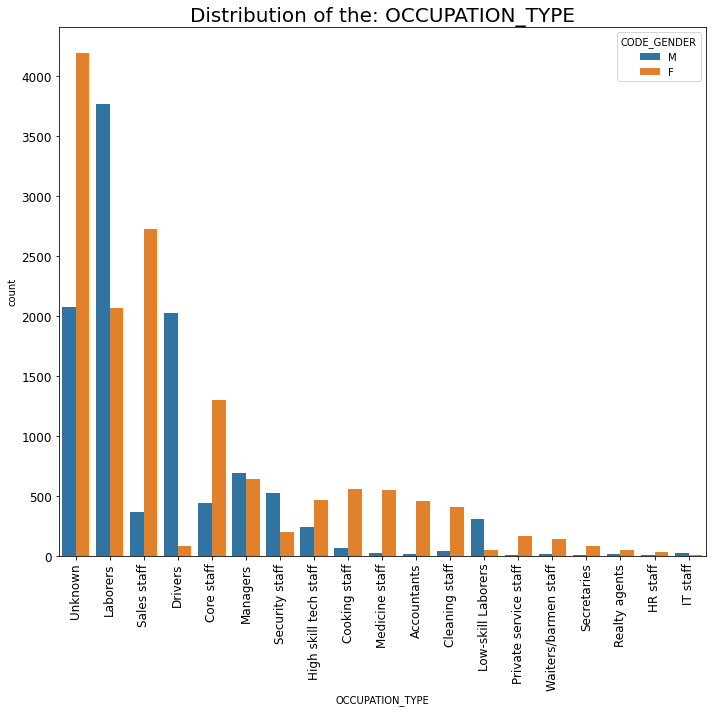 Distribution of the: OCCUPATION_TYPE
CODE_GENDER
M
F
count
4000
3500
3000
2500
2000
1500
1000
500
0
Unknown
Laborers
Sales staff
Drivers
Core staff
Managers
Security staff
High skill tech staff
Cooking staff
Medicine staff
Accountants
Cleaning staff
Low-skill Laborers
Private service staff
Waiters/barmen staff
Secretaries
Realty agents
HR staff
IT staff
OCCUPATION_TYPE